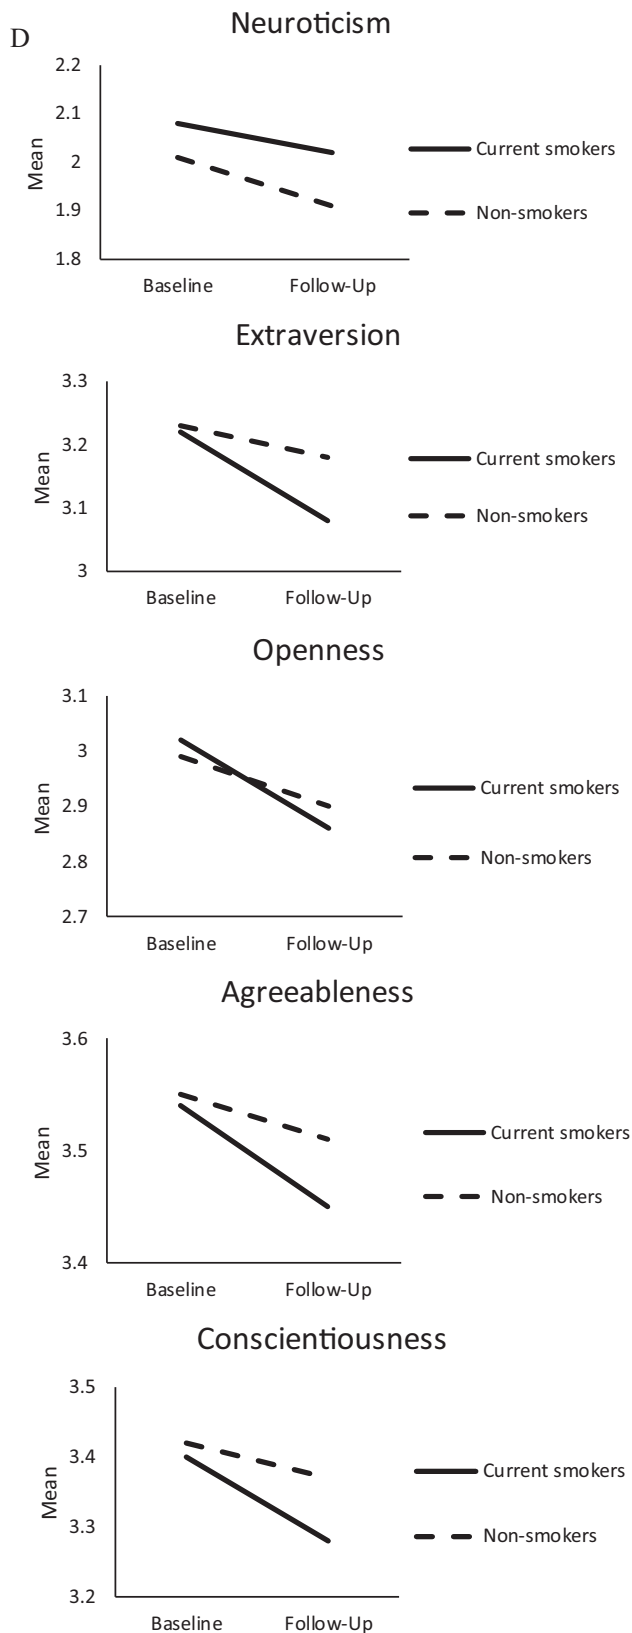 D
Neuroticism
2.2
2.1
2
1.9
1.8
Mean
Baseline Follow-Up
Current smokers
Non-smokers
Extraversion
3.3
3.2
3.1
3
Mean
Baseline Follow-Up
Current smokers
Non-smokers
Openness
3.1
3
2.9
2.8
2.7
Mean
Baseline Follow-Up
Current smokers
Non-smokers
Agreeableness
3.6
3.5
3.4
Mean
Baseline Follow-Up
Current smokers
Non-smokers
Conscientiousness
3.5
3.4
3.3
3.2
Mean
Baseline Follow-Up
Current smokers
Non-smokers